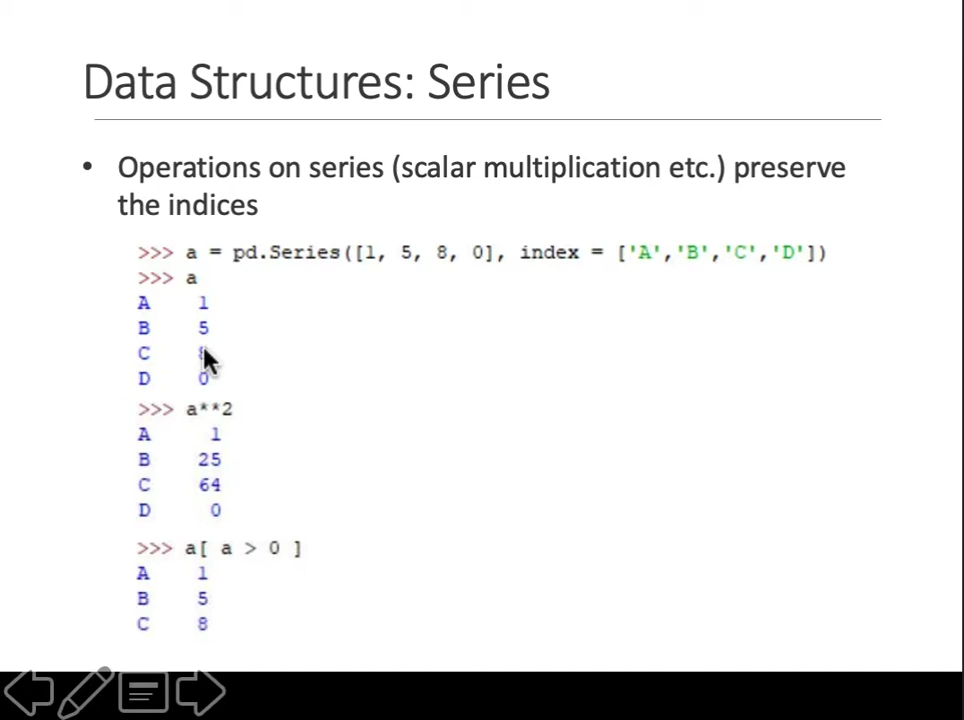 Data Structures: Series
• Operations on series (scalar multiplication etc.) preserve
the indices
>>> a = pd.Series([1, 5, 8, 0], index = ['A','B','C','D'])
>>> a
A 1
B 5
C 8
D 0
>>> a**2
A 1
B 25
C 64
D 0
>>> a[ a > 0 ]
A 1
B 5
C 8